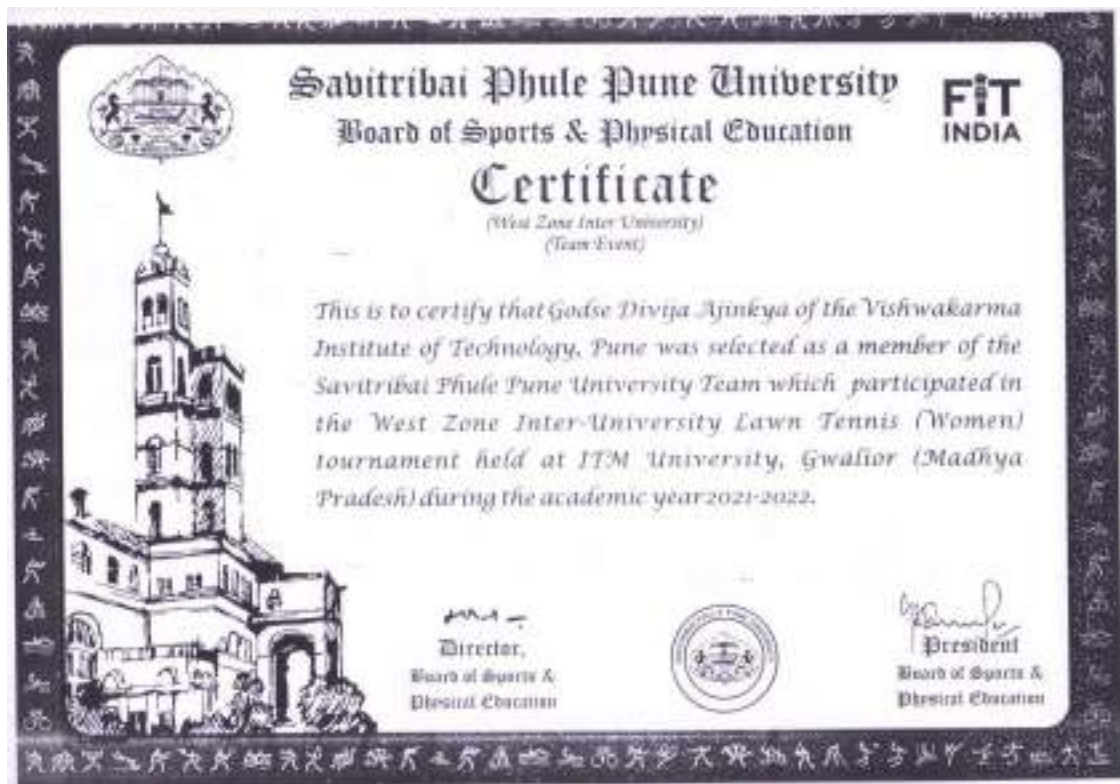 Savitribai Phule Pune University
FIT
INDIA
Board of Sports & Physical Education
Certificate
(West Zone Inter University)
(Team Event)
This is to certify that Godse Divija Ajinkya of the Vishwakarma
Institute of Technology, Pune was selected as a member of the
Savitribai Phule Pune University Team which participated in
the West Zone Inter-University Lawn Tennis (Women)
tournament held at ITM University, Gwalior (Madhya
Pradesh) during the academic year 2021-2022.
Director,
Board of Sports &
Physical Education
President
Board of Sports &
Physical Education